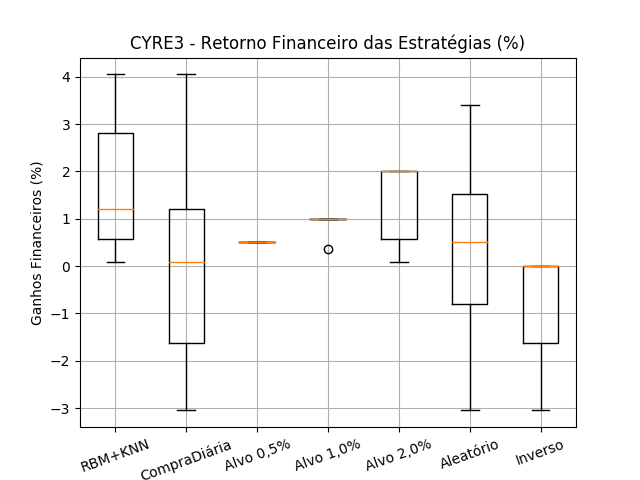 CYRE3 - Retorno Financeiro das Estratégias (%)
Ganhos Financeiros (%)
4
3
2
1
0
−1
−2
−3
RBM+KNN
CompraDiária
Alvo 0,5%
Alvo 1,0%
Alvo 2,0%
Aleatório
Inverso